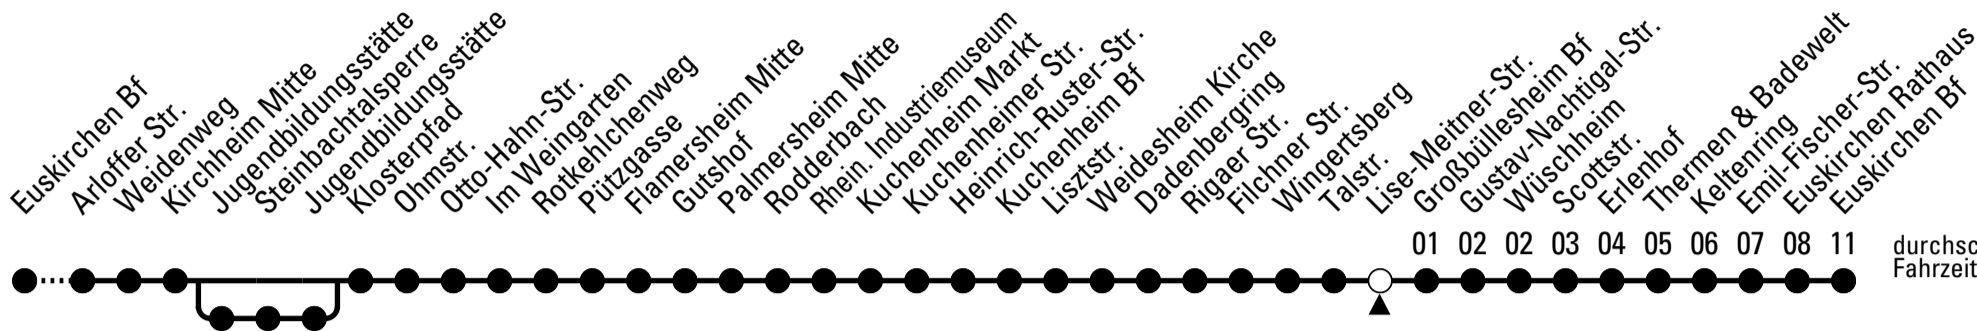 Euskirchen Bf
Arloffer Str.
Weidenweg
Kirchheim Mitte
Jugendbildungsstätte
Steinbachtalsperre
Jugendbildungsstätte
Klosterpfad
Ohmstr.
Otto-Hahn-Str.
Im Weingarten
Rotkehlchenweg
Pützgasse
Flamersheim Mitte
Gutshof
Palmersheim Mitte
Rodderbach
Rhein. Industriemuseum
Kuchenheim Markt
Kuchenheimer Str.
Heinrich-Ruster-Str.
Kuchenheim Bf
Lisztstr.
Weidesheim Kirche
Dadenbergring
Rigaer Str.
Filchner Str.
Wingertsberg
Talstr.
Lise-Meitner-Str.
Großbüllesheim Bf
Gustav-Nachtigal-Str.
Wüschheim
Scottstr.
Erlenhof
Thermen & Badewelt
Keltenring
Emil-Fischer-Str.
Euskirchen Rathaus
Euskirchen Bf
01 02 02 03 04 05 06 07 08 11
durchsc
Fahrzeit